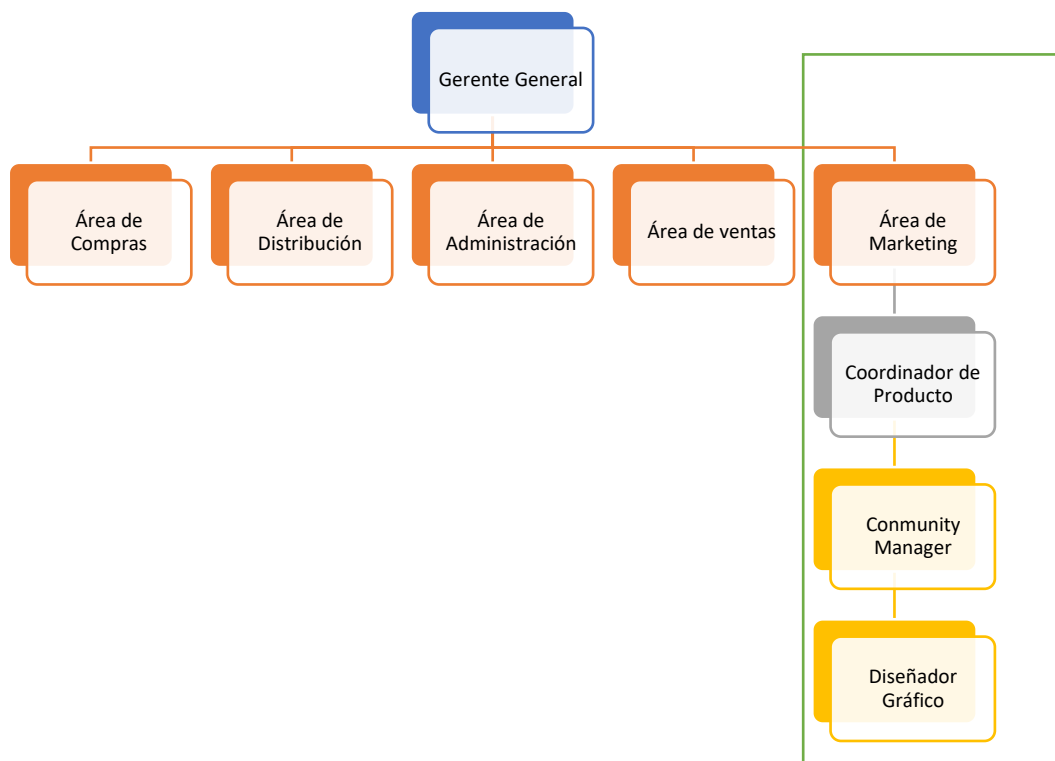 Gerente General
Área de
Compras
Área de
Distribución
Área de
Administración
Área de ventas
Área de
Marketing
Coordinador de
Producto
Conmunity
Manager
Diseñador
Gráfico